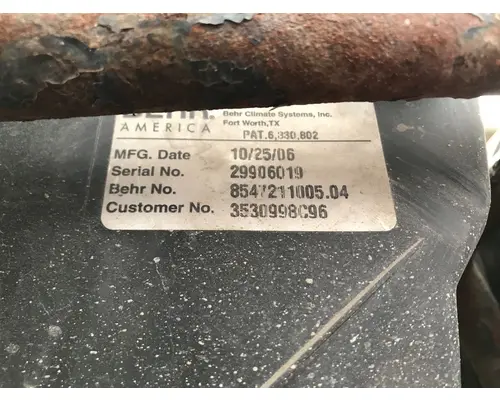 BEHR
Behr Climate Systems, Inc.
AMERICA
Fort Worth,TX
PAT.6,330,802
MFG. Date 10/25/06
Serial No. 29906019
Behr No. 8547211005.04
Customer No. 3530998C96